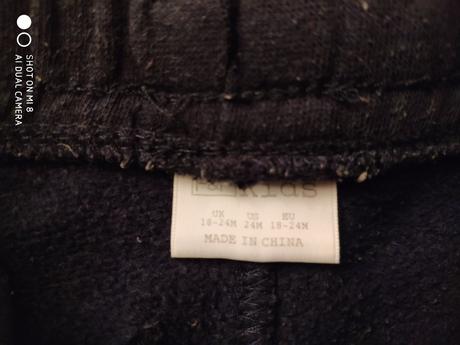 SHOT ON MI 8
AI DUAL CAMERA
F&F Kids
UK US EU
18-24M 24M 18-24M
MADE IN CHINA